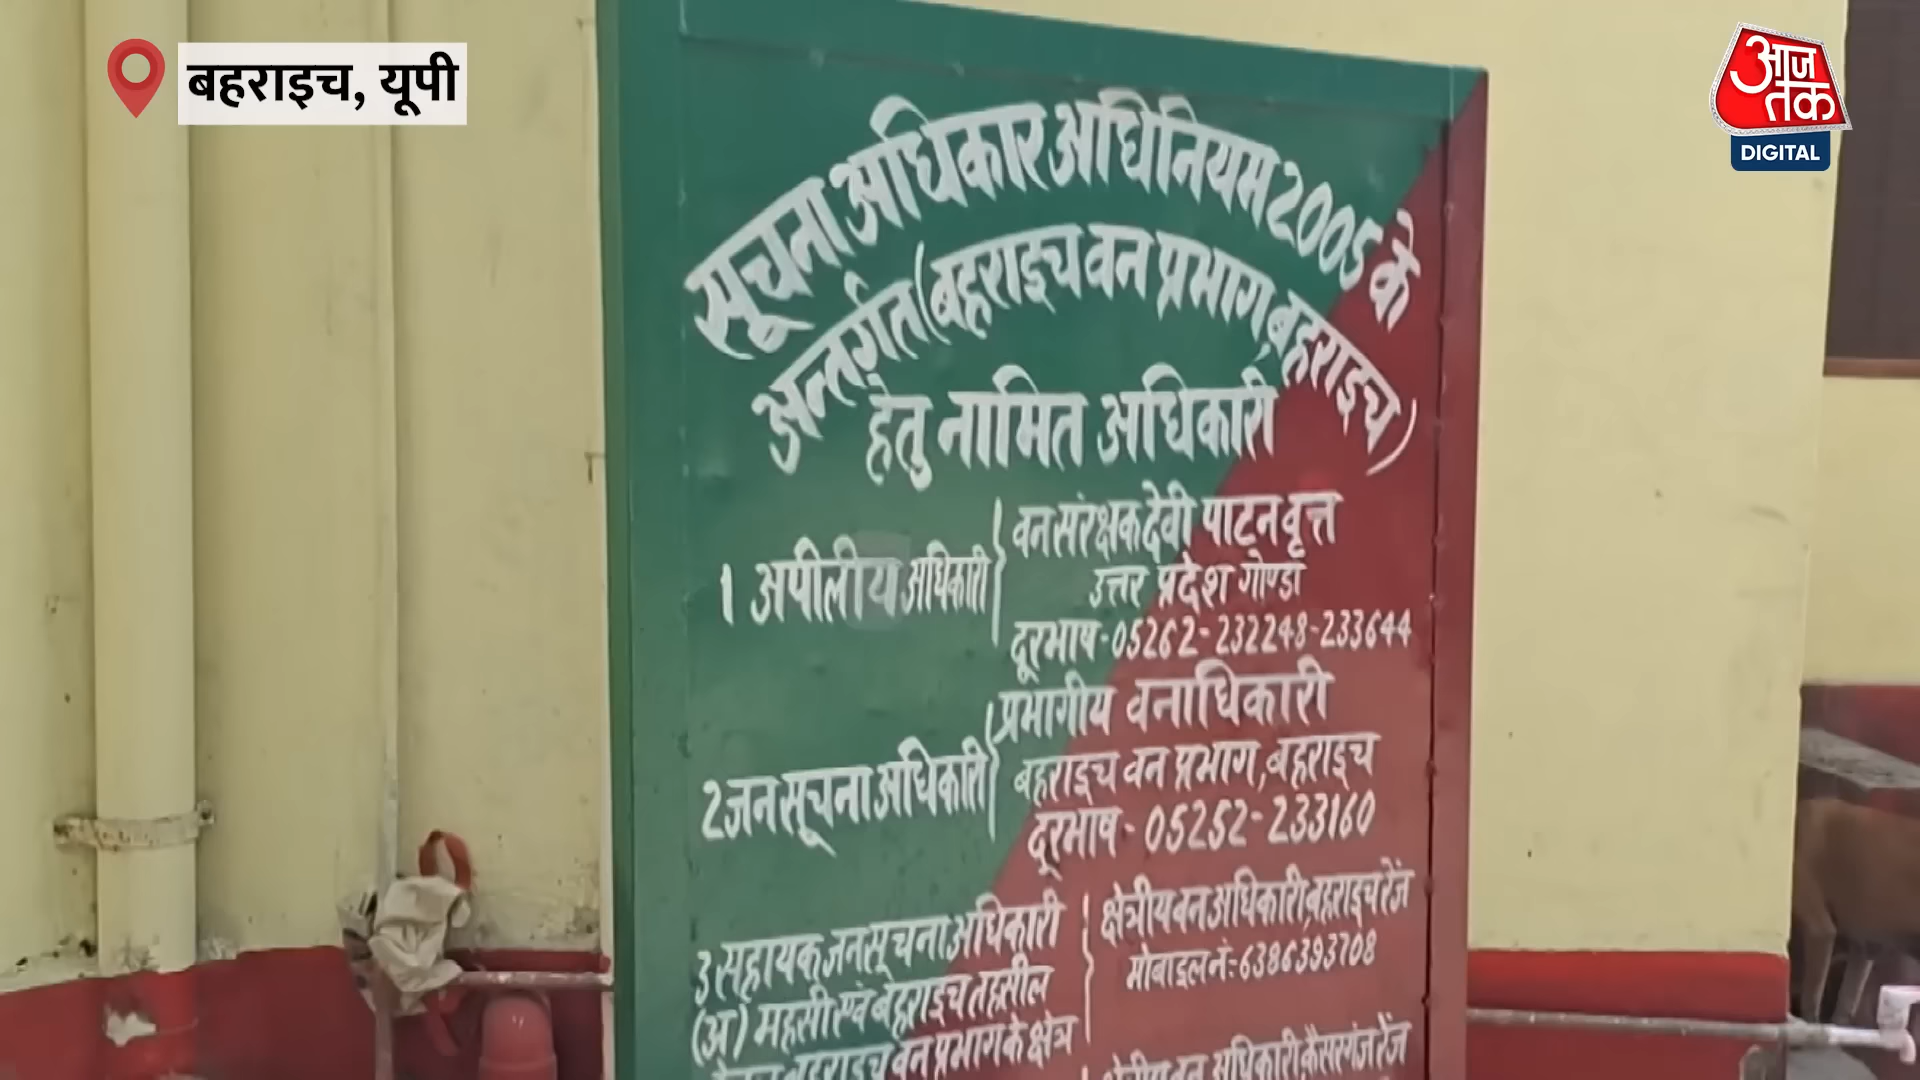 बहराइच, यूपी
आज
तक
DIGITAL
सूचना अधिकार अधिनियम 2005 के
अन्तर्गत (बहराइच वन प्रभाग, बहराइच)
हेतु नामित अधिकारी
1 अपीलीय अधिकारी
वन संरक्षक देवी पाटन वृत्त
उत्तर प्रदेश गोण्डा
दूरभाष - 05262 - 232248 - 233644
2 जन सूचना अधिकारी
प्रभागीय वनाधिकारी
बहराइच वन प्रभाग, बहराइच
दूरभाष - 05252 - 233160
3 सहायक जन सूचना अधिकारी
(अ) महसी एवं बहराइच तहसील
बहराइच वन प्रभाग के क्षेत्र
क्षेत्रीय वन अधिकारी, बहराइच रेंज
मोबाइल नं:- 6386393708
क्षेत्रीय वन अधिकारी, कैसरगंज रेंज